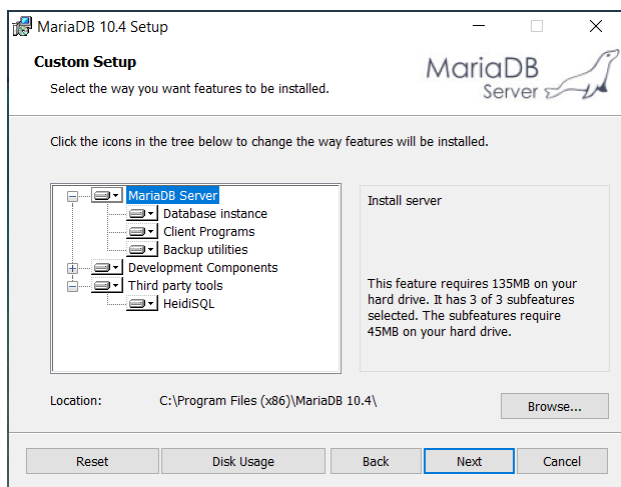 MariaDB 10.4 Setup
Custom Setup
Select the way you want features to be installed.
MariaDB
Server
Click the icons in the tree below to change the way features will be installed.
MariaDB Server
Database instance
Client Programs
Backup utilities
Development Components
Third party tools
HeidiSQL
Install server
This feature requires 135MB on your
hard drive. It has 3 of 3 subfeatures
selected. The subfeatures require
45MB on your hard drive.
Location: C:\Program Files (x86)\MariaDB 10.4\
Browse...
Reset Disk Usage Back Next Cancel